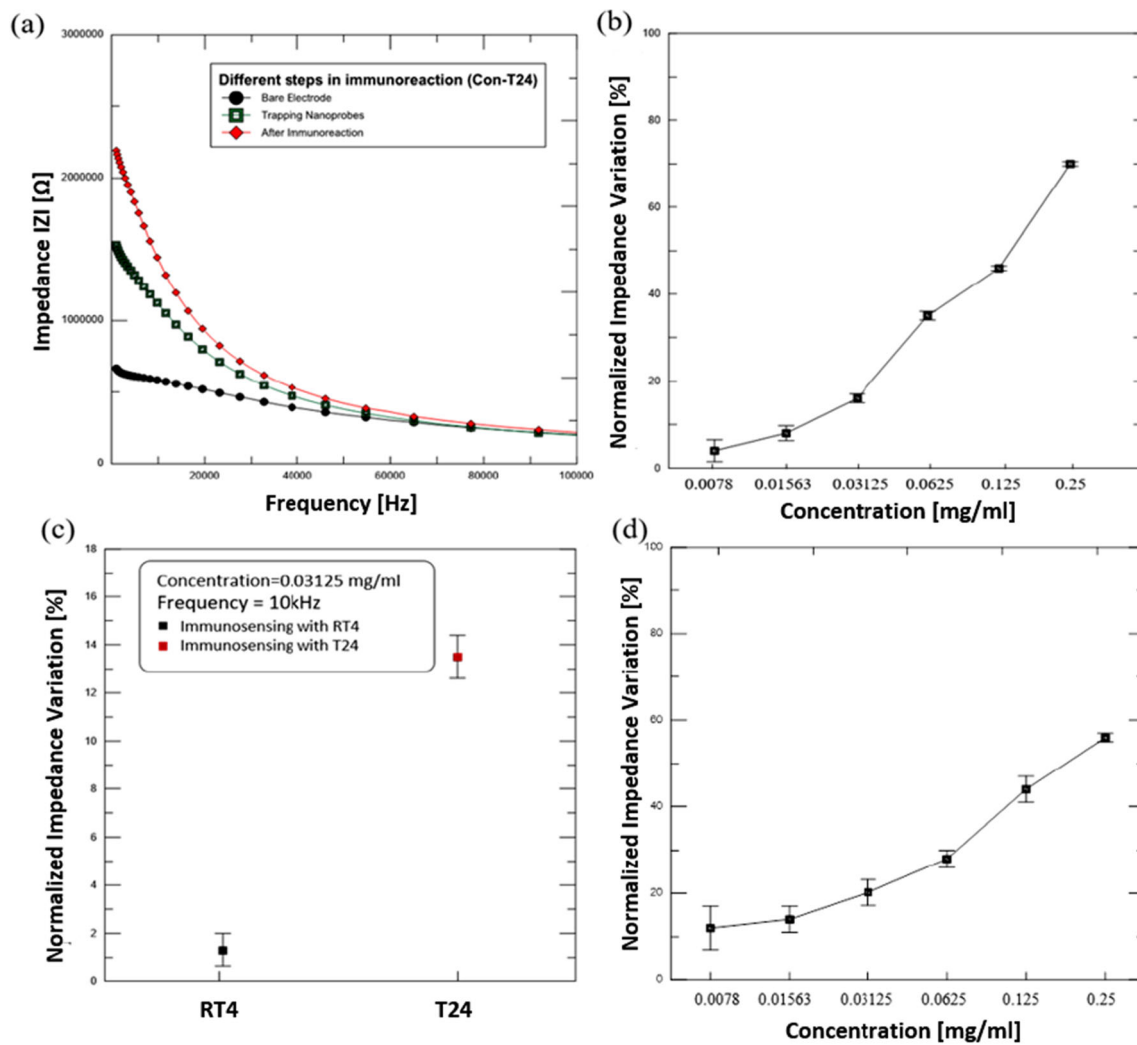 (a)
3000000
2000000
1000000
0
Impedance IZI [Ω]
Different steps in immunoreaction (Con-T24)
Bare Electrode
Trapping Nanoprobes
After Immunoreaction
20000 40000 60000 80000 100000
Frequency [Hz]
(b)
100
80
60
40
20
0
Normalized Impedance Variation [%]
0.0078 0.01563 0.03125 0.0625 0.125 0.25
Concentration [mg/ml]
(c)
18
16
14
12
10
8
6
4
2
0
Normalized Impedance Variation [%]
Concentration=0.03125 mg/ml
Frequency = 10kHz
Immunosensing with RT4
Immunosensing with T24
RT4 T24
(d)
100
80
60
40
20
0
Normalized Impedance Variation [%]
0.0078 0.01563 0.03125 0.0625 0.125 0.25
Concentration [mg/ml]